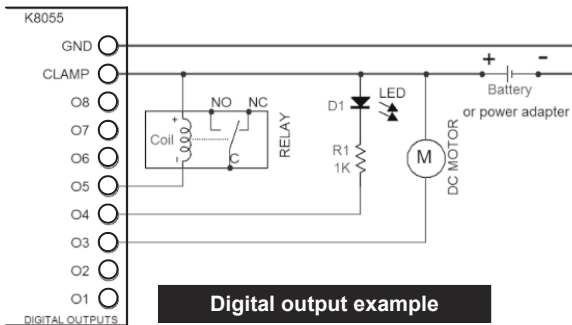 K8055
GND
CLAMP
O8
O7
O6
O5
O4
O3
O2
O1
DIGITAL OUTPUTS
+
Coil
-
NO
NC
C
RELAY
D1
LED
R1
1K
M
DC MOTOR
+
-
Battery
or power adapter
Digital output example